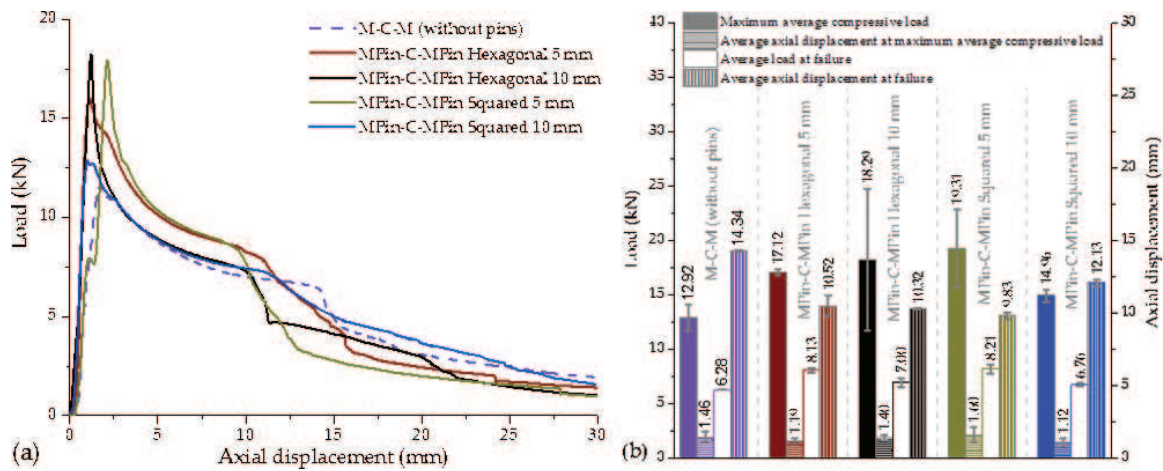 20
15
10
5
0
Load (kN)
M-C-M (without pins)
MPin-C-MPin Hexagonal 5 mm
MPin-C-MPin Hexagonal 10 mm
MPin-C-MPin Squared 5 mm
MPin-C-MPin Squared 10 mm
0 5 10 15 20 25 30
Axial displacement (mm)
(a)
40
35
30
25
20
15
10
5
0
Load (kN)
Maximum average compressive load
Average axial displacement at maximum average compressive load
Average load at failure
Average axial displacement at failure
M-C-M (without pins)
MPin-C-MPin Hexagonal 5 mm
MPin-C-MPin Hexagonal 10 mm
MPin-C-MPin Squared 5 mm
MPin-C-MPin Squared 10 mm
12.92
1.46
6.28
14.34
17.12
1.19
8.13
10.52
18.29
1.40
7.00
10.32
19.31
1.60
8.21
9.83
14.96
1.12
6.76
12.13
30
25
20
15
10
5
0
Axial displacement (mm)
(b)